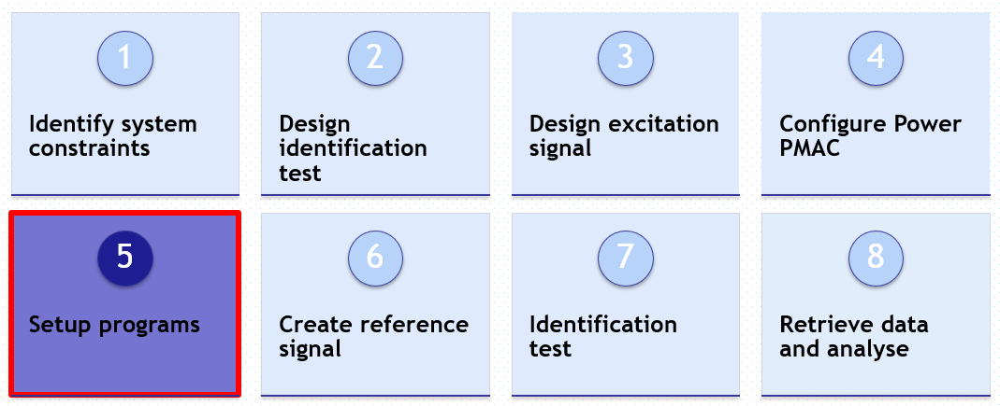 1
Identify system
constraints
2
Design
identification
test
3
Design excitation
signal
4
Configure Power
PMAC
5
Setup programs
6
Create reference
signal
7
Identification
test
8
Retrieve data
and analyse